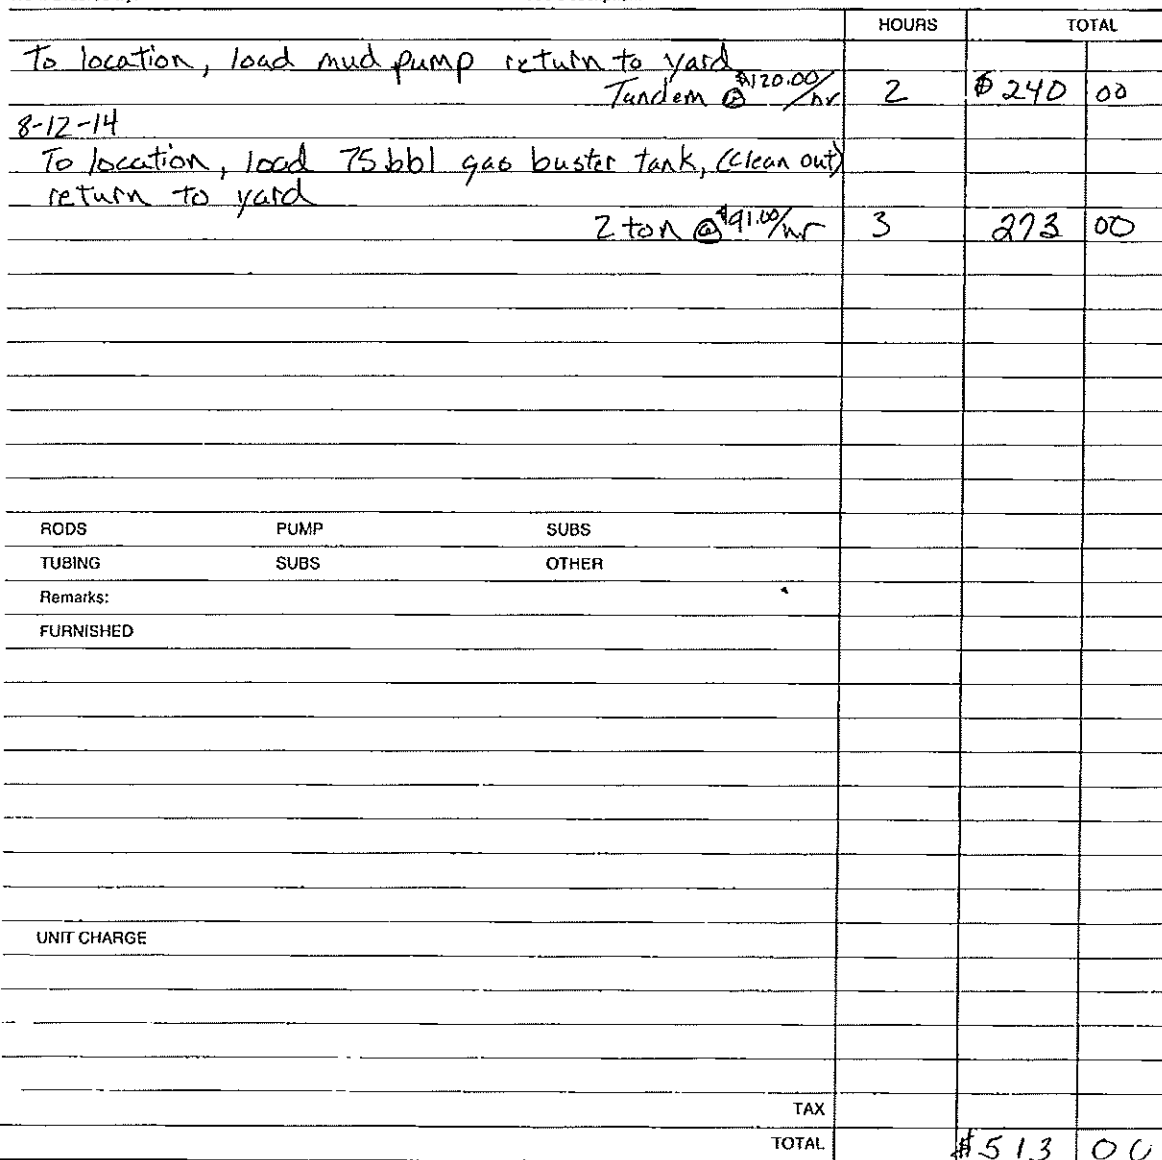 HOURS TOTAL
To location, load mud pump return to yard
Tandem @ $120.00/hr 2 $240 00
8-12-14
To location, load 75 bbl gas buster tank, (clean out)
return to yard
2 ton @ $91.00/hr 3 273 00
RODS PUMP SUBS
TUBING SUBS OTHER
Remarks:
FURNISHED
UNIT CHARGE
TAX
TOTAL $513 00